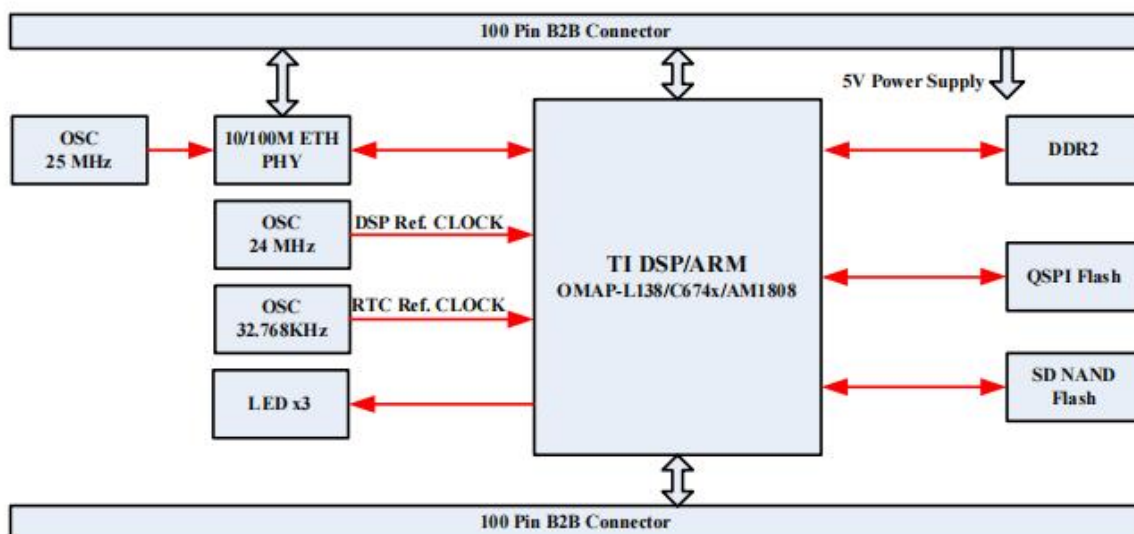 100 Pin B2B Connector
5V Power Supply
OSC
25 MHz
10/100M ETH
PHY
DDR2
OSC
24 MHz
DSP Ref. CLOCK
TI DSP/ARM
OMAP-L138/C674x/AM1808
QSPI Flash
OSC
32.768KHz
RTC Ref. CLOCK
SD NAND
Flash
LED x3
100 Pin B2B Connector